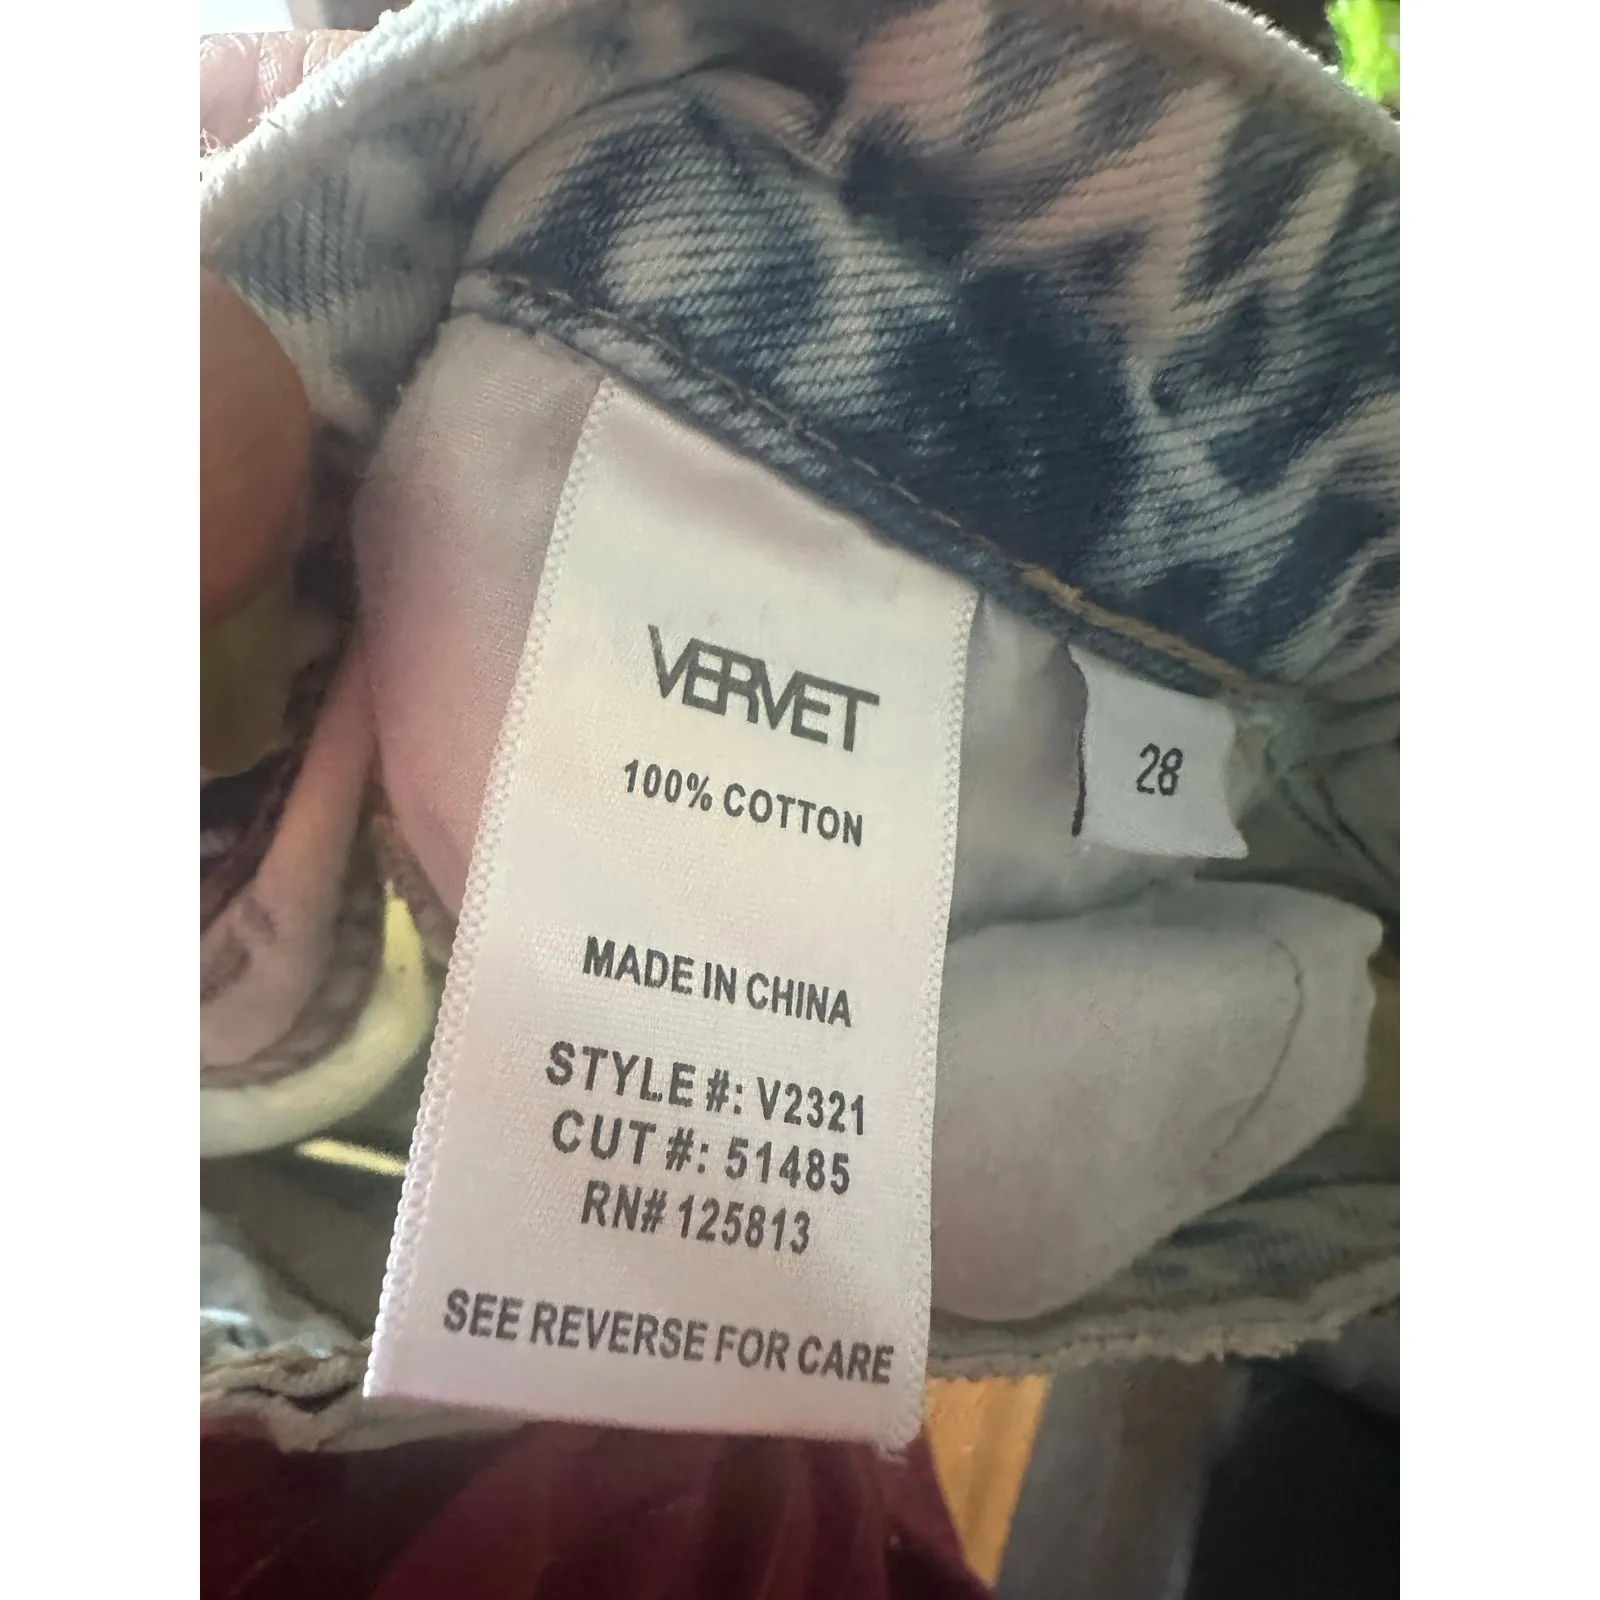 VERVET
100% COTTON
28
MADE IN CHINA
STYLE #: V2321
CUT #: 51485
RN# 125813
SEE REVERSE FOR CARE